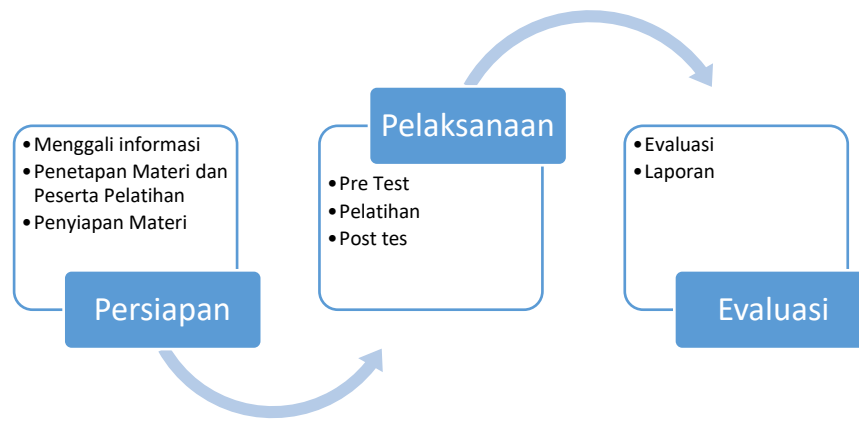 • Menggali informasi
• Penetapan Materi dan
Peserta Pelatihan
• Penyiapan Materi
Persiapan
Pelaksanaan
• Pre Test
• Pelatihan
• Post tes
• Evaluasi
• Laporan
Evaluasi